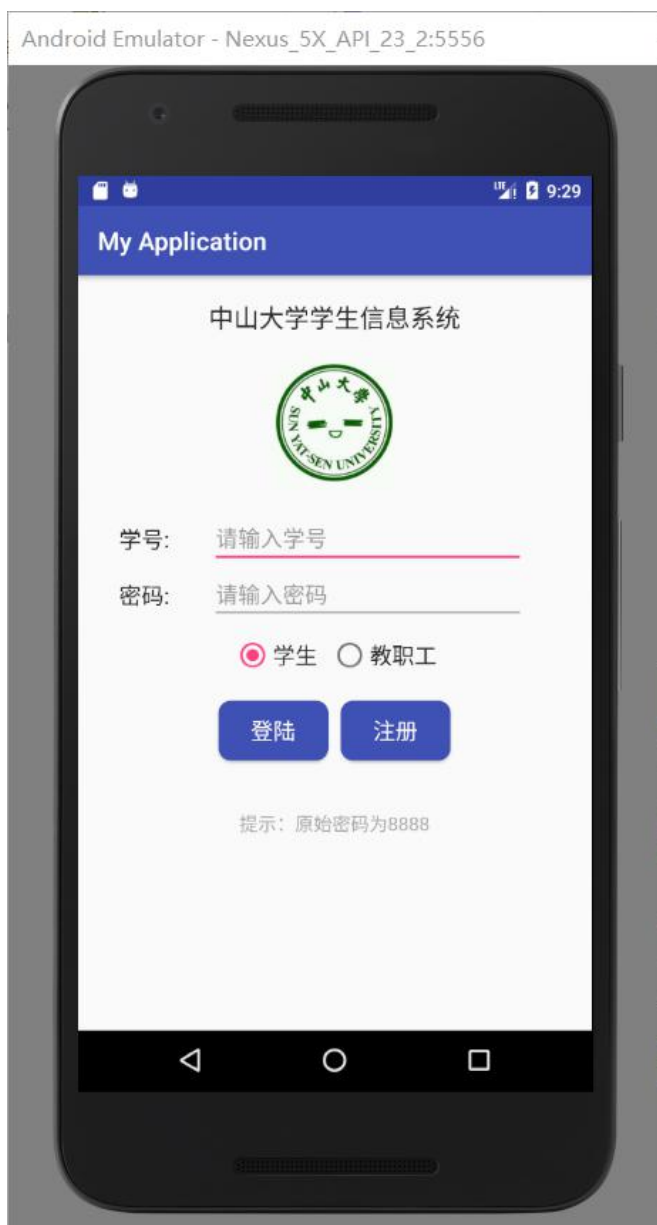 Android Emulator - Nexus_5X_API_23_2:5556
LTE 9:29
My Application
中山大学学生信息系统
中山大学
SUN YAT-SEN UNIVERSITY
学号: 请输入学号
密码: 请输入密码
学生 教职工
登陆 注册
提示：原始密码为8888